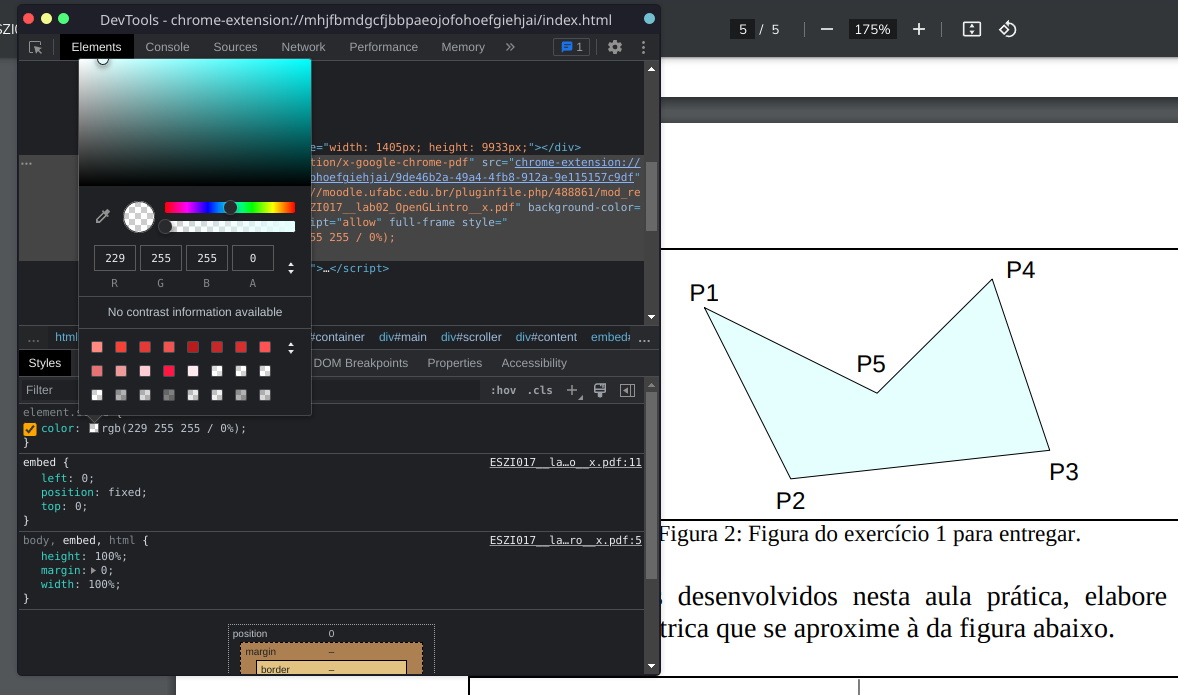 DevTools - chrome-extension://mhjfbmdgcfjbbpaeojofohoefgiehjai/index.html
Elements Console Sources Network Performance Memory » 1
5 / 5 175%
e="width: 1405px; height: 9933px;"></div>
tion/x-google-chrome-pdf" src="chrome-extension://
ohoefgiehjai/9de46b2a-49a4-4fb8-912a-9e115157c9df"
//moodle.ufabc.edu.br/pluginfile.php/488861/mod_re
ZI017__lab02_OpenGLintro__x.pdf" background-color=
ipt="allow" full-frame style="
55 255 / 0%);
">…</script>
229 255 255 0
R G B A
No contrast information available
… html #container div#main div#scroller div#content embed …
Styles DOM Breakpoints Properties Accessibility
Filter :hov .cls
color: rgb(229 255 255 / 0%);
}
embed { ESZI017__la…o__x.pdf:11
left: 0;
position: fixed;
top: 0;
}
body, embed, html { ESZI017__la…ro__x.pdf:5
height: 100%;
margin: 0;
width: 100%;
}
position 0
margin –
border –
P1
P4
P5
P3
P2
Figura 2: Figura do exercício 1 para entregar.
s desenvolvidos nesta aula prática, elabore
trica que se aproxime à da figura abaixo.